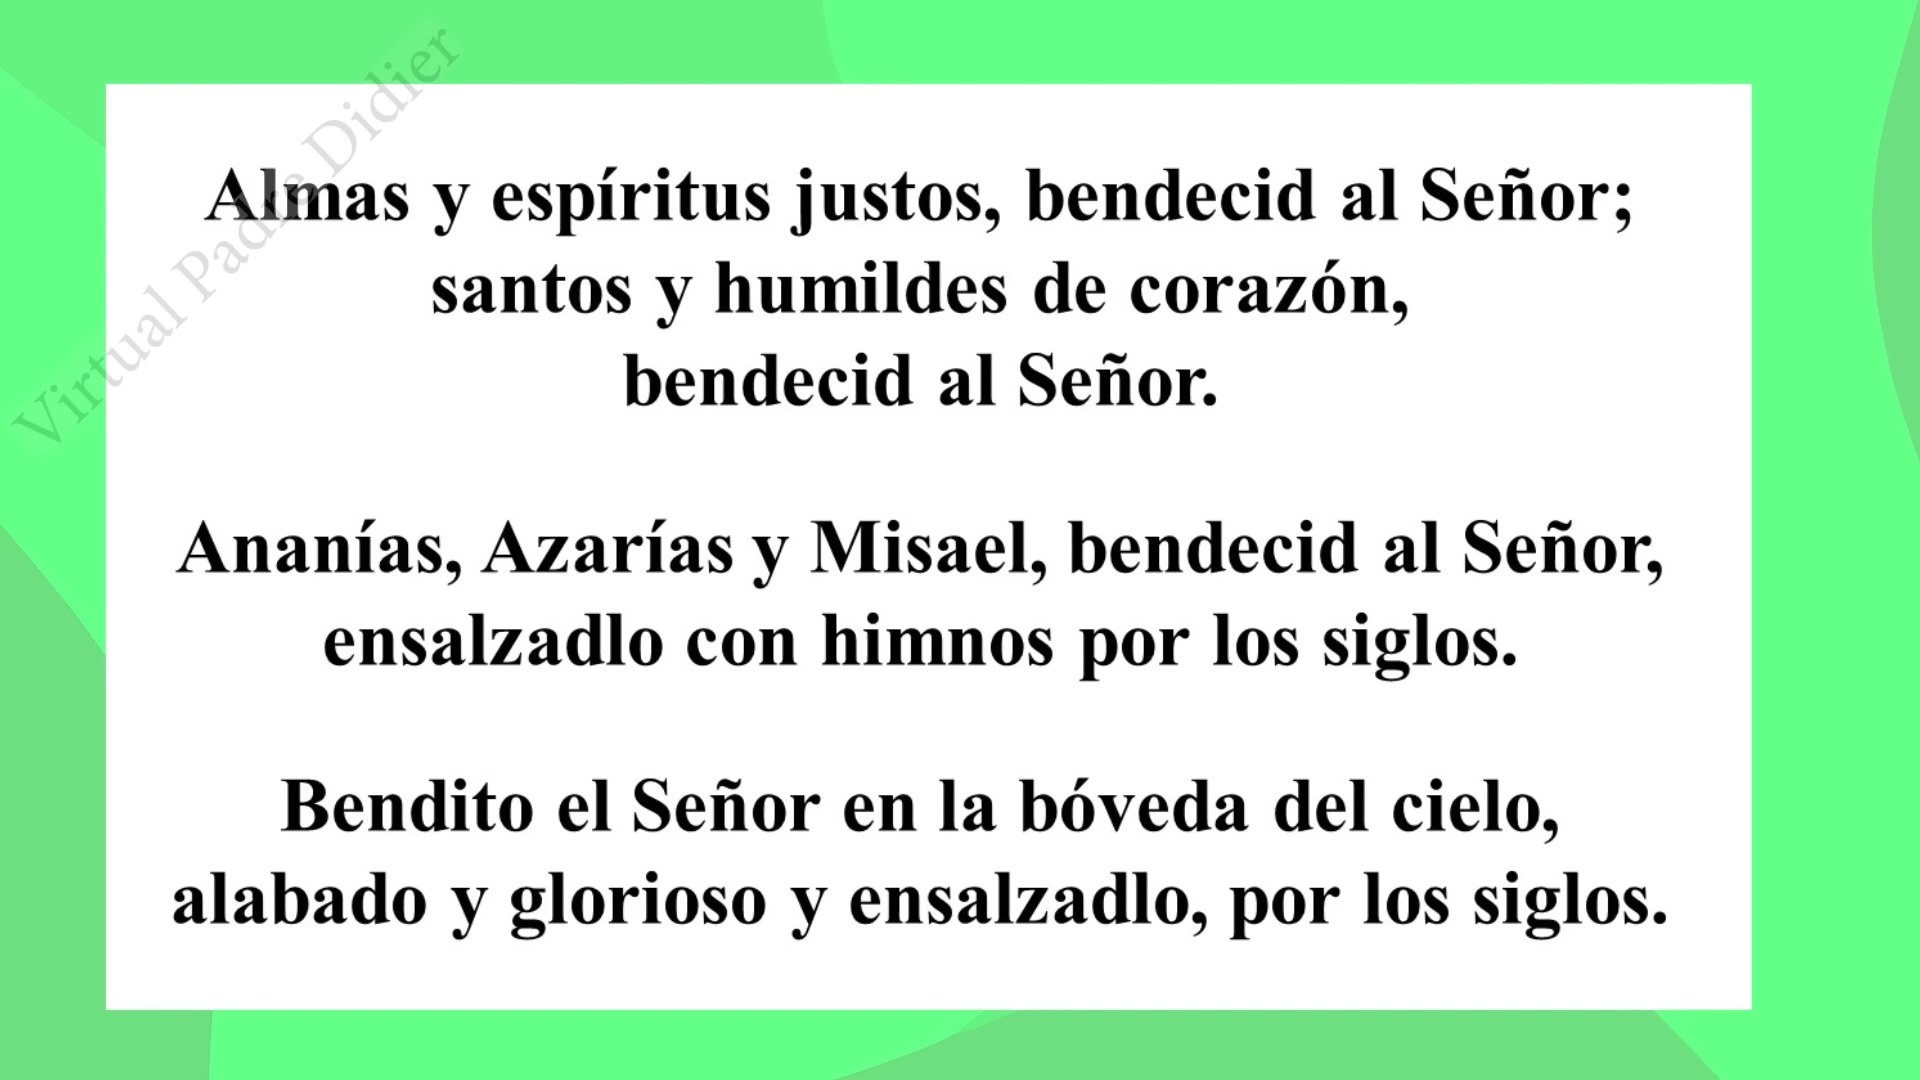 Virtual Padre Didier
Almas y espíritus justos, bendecid al Señor;
santos y humildes de corazón,
bendecid al Señor.
Ananías, Azarías y Misael, bendecid al Señor,
ensalzadlo con himnos por los siglos.
Bendito el Señor en la bóveda del cielo,
alabado y glorioso y ensalzadlo, por los siglos.